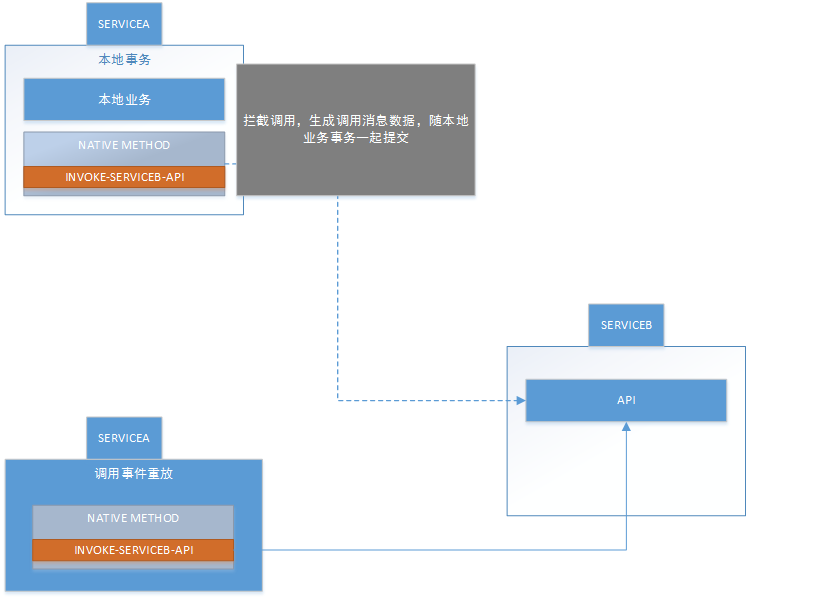 SERVICEA
本地事务
本地业务
NATIVE METHOD
INVOKE-SERVICEB-API
拦截调用，生成调用消息数据，随本地
业务事务一起提交
SERVICEB
API
SERVICEA
调用事件重放
NATIVE METHOD
INVOKE-SERVICEB-API